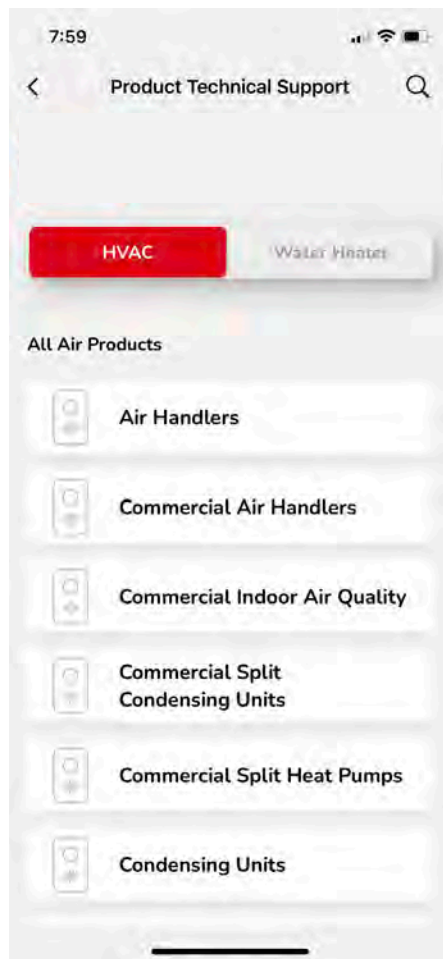 7:59
Product Technical Support
HVAC
Water Heater
All Air Products
Air Handlers
Commercial Air Handlers
Commercial Indoor Air Quality
Commercial Split
Condensing Units
Commercial Split Heat Pumps
Condensing Units